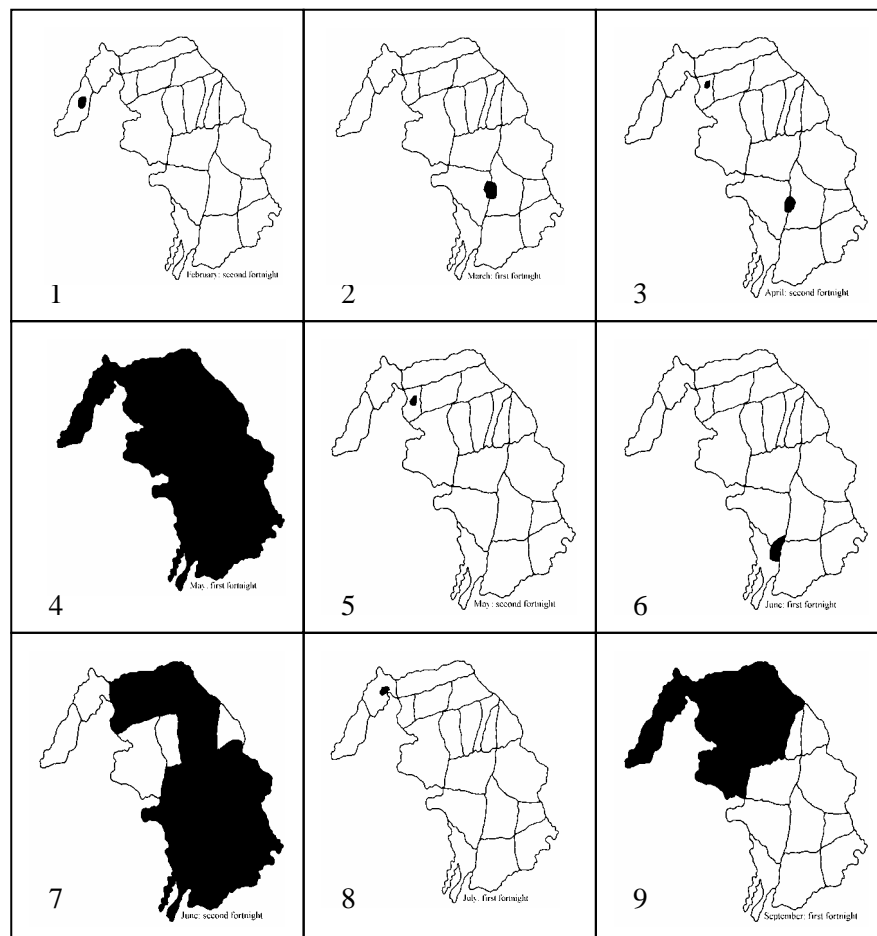 February: second fortnight
1
March: first fortnight
2
April: second fortnight
3
May: first fortnight
4
May: second fortnight
5
June: first fortnight
6
June: second fortnight
7
July: first fortnight
8
September: first fortnight
9